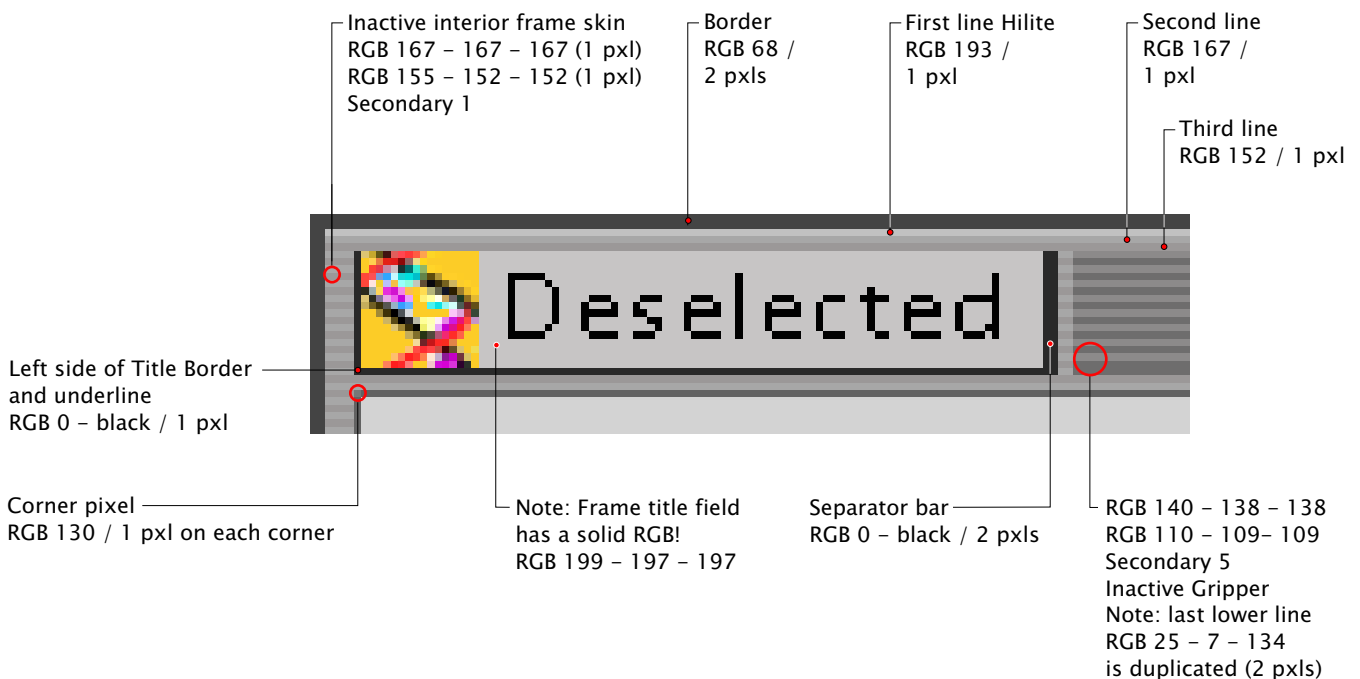 Inactive interior frame skin
RGB 167 – 167 – 167 (1 pxl)
RGB 155 – 152 – 152 (1 pxl)
Secondary 1
Border
RGB 68 /
2 pxls
First line Hilite
RGB 193 /
1 pxl
Second line
RGB 167 /
1 pxl
Third line
RGB 152 / 1 pxl
Deselected
Left side of Title Border
and underline
RGB 0 – black / 1 pxl
Corner pixel
RGB 130 / 1 pxl on each corner
Note: Frame title field
has a solid RGB!
RGB 199 – 197 – 197
Separator bar
RGB 0 – black / 2 pxls
RGB 140 – 138 – 138
RGB 110 – 109– 109
Secondary 5
Inactive Gripper
Note: last lower line
RGB 25 – 7 – 134
is duplicated (2 pxls)